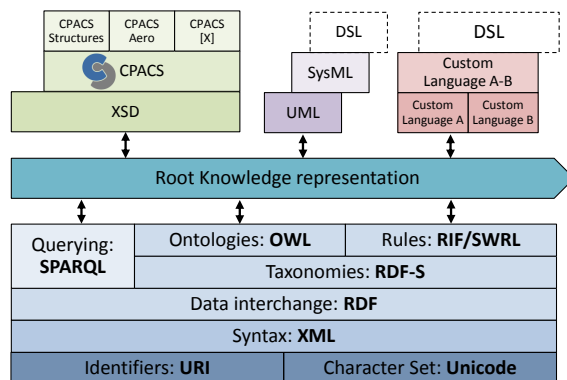 CPACS
Structures
CPACS
Aero
CPACS
[X]
CPACS
XSD
DSL
SysML
UML
DSL
Custom
Language A-B
Custom
Language A
Custom
Language B
Root Knowledge representation
Querying:
SPARQL
Ontologies: OWL
Rules: RIF/SWRL
Taxonomies: RDF-S
Data interchange: RDF
Syntax: XML
Identifiers: URI
Character Set: Unicode